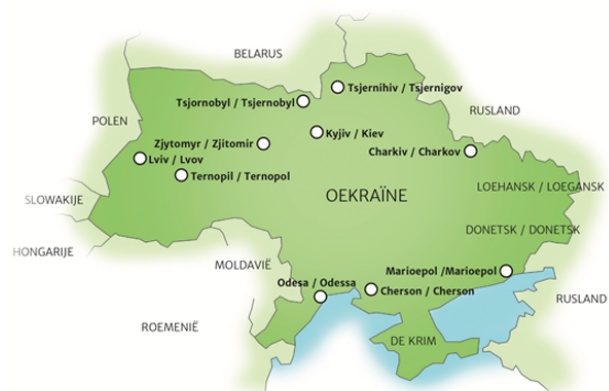 BELARUS
Tsjernihiv / Tsjernigov
Tsjornobyl / Tsjernobyl
RUSLAND
POLEN
Kyjiv / Kiev
Zjytomyr / Zjitomir
Charkiv / Charkov
Lviv / Lvov
Ternopil / Ternopol
LOEHANSK / LOEGANSK
OEKRAÏNE
SLOWAKIJE
DONETSK / DONETSK
HONGARIJE
MOLDAVIË
Marioepol /Marioepol
Odesa / Odessa
Cherson / Cherson
RUSLAND
ROEMENIË
DE KRIM